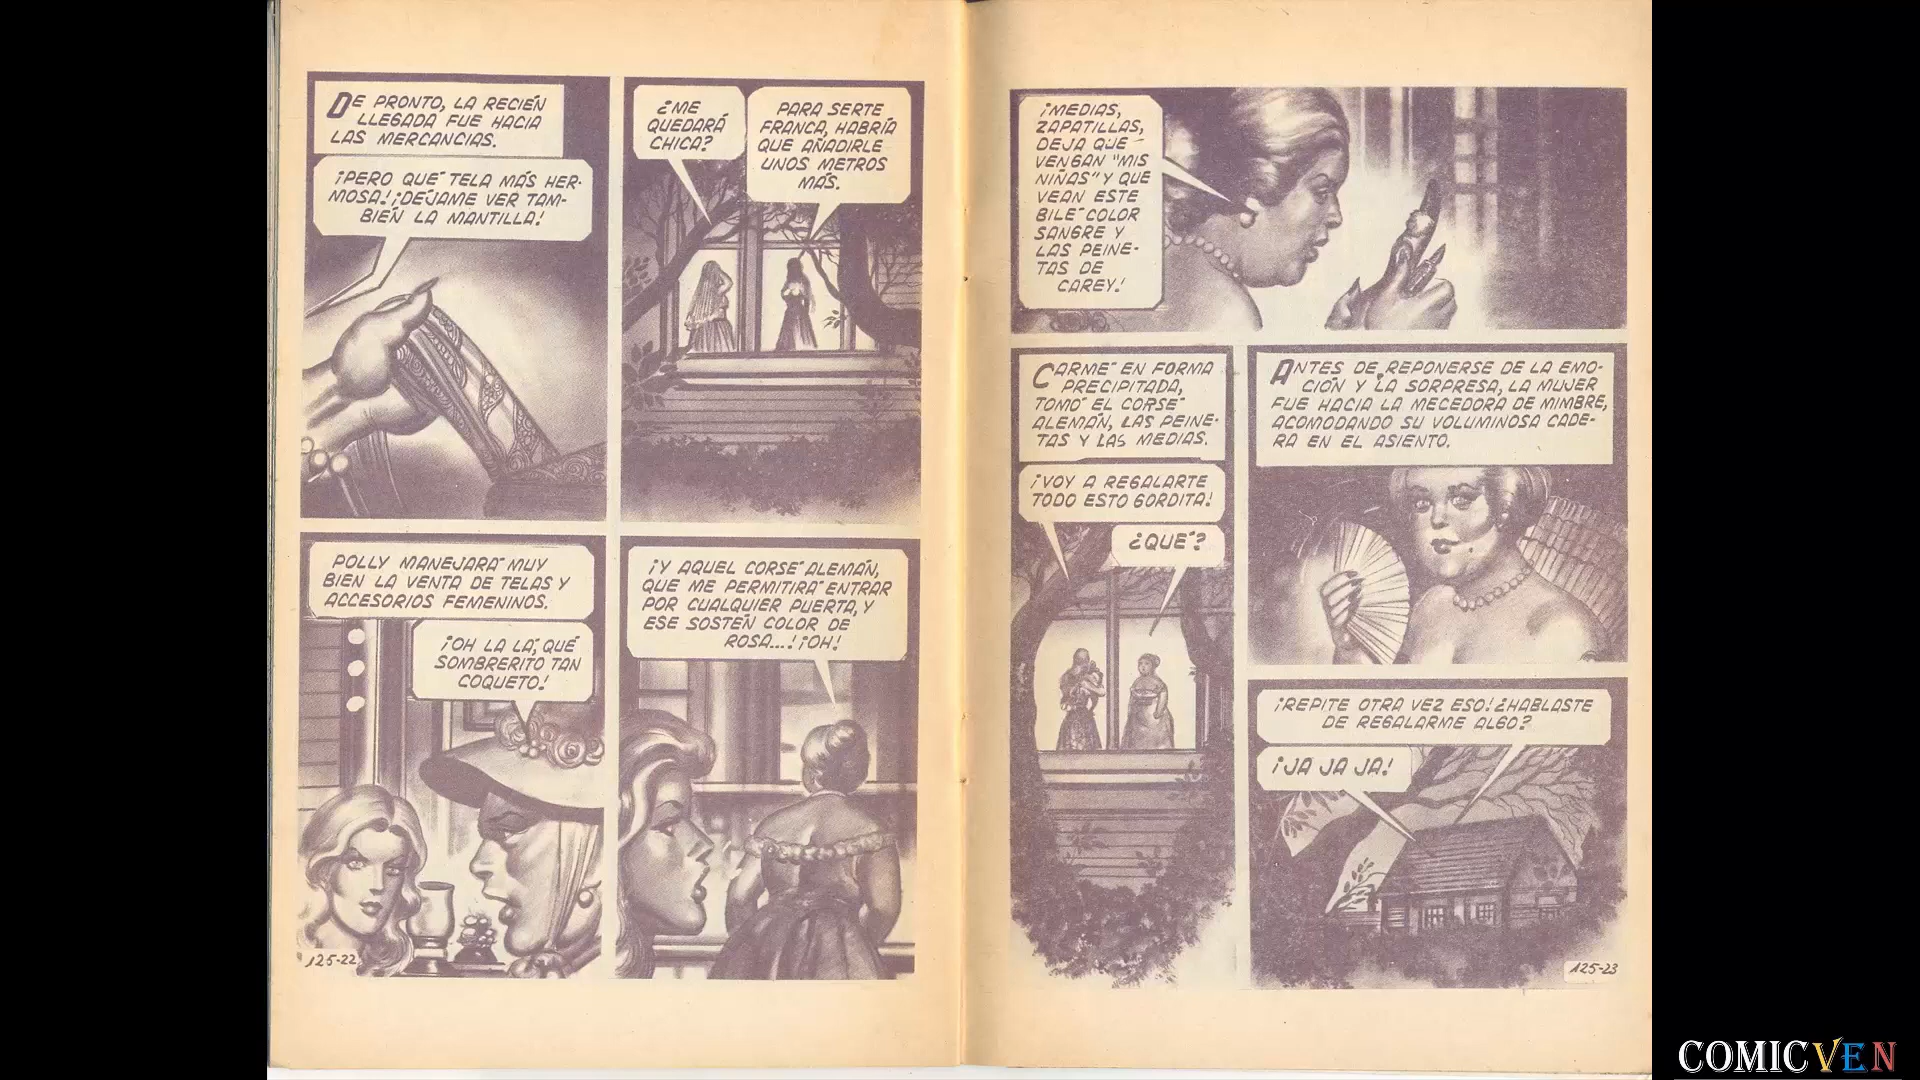 DE PRONTO, LA RECIÉN
LLEGADA FUE HACIA
LAS MERCANCIAS.
¡PERO QUÉ TELA MÁS HER-
MOSA! ¡DÉJAME VER TAM-
BIÉN LA MANTILLA!
¿ME
QUEDARÁ
CHICA?
PARA SERTE
FRANCA, HABRÍA
QUE AÑADIRLE
UNOS METROS
MÁS.
POLLY MANEJARÁ MUY
BIEN LA VENTA DE TELAS Y
ACCESORIOS FEMENINOS.
¡OH LA LÁ, QUÉ
SOMBRERITO TAN
COQUETO!
¡Y AQUEL CORSÉ ALEMÁN,
QUE ME PERMITIRÁ ENTRAR
POR CUALQUIER PUERTA, Y
ESE SOSTÉN COLOR DE
ROSA...! ¡OH!
125-22
¡MEDIAS,
ZAPATILLAS,
DEJA QUE
VENGAN "MIS
NIÑAS" Y QUE
VEAN ESTE
BILÉ COLOR
SANGRE Y
LAS PEINE-
TAS DE
CAREY!
CARMÉ EN FORMA
PRECIPITADA,
TOMÓ EL CORSÉ
ALEMÁN, LAS PEINE-
TAS Y LAS MEDIAS.
¡VOY A REGALARTE
TODO ESTO GORDITA!
¿QUÉ?
ANTES DE REPONERSE DE LA EMO-
CIÓN Y LA SORPRESA, LA MUJER
FUE HACIA LA MECEDORA DE MIMBRE,
ACOMODANDO SU VOLUMINOSA CADE-
RA EN EL ASIENTO.
¡REPITE OTRA VEZ ESO! ¿HABLASTE
DE REGALARME ALGO?
¡JA JA JA!
125-23
COMICVEN